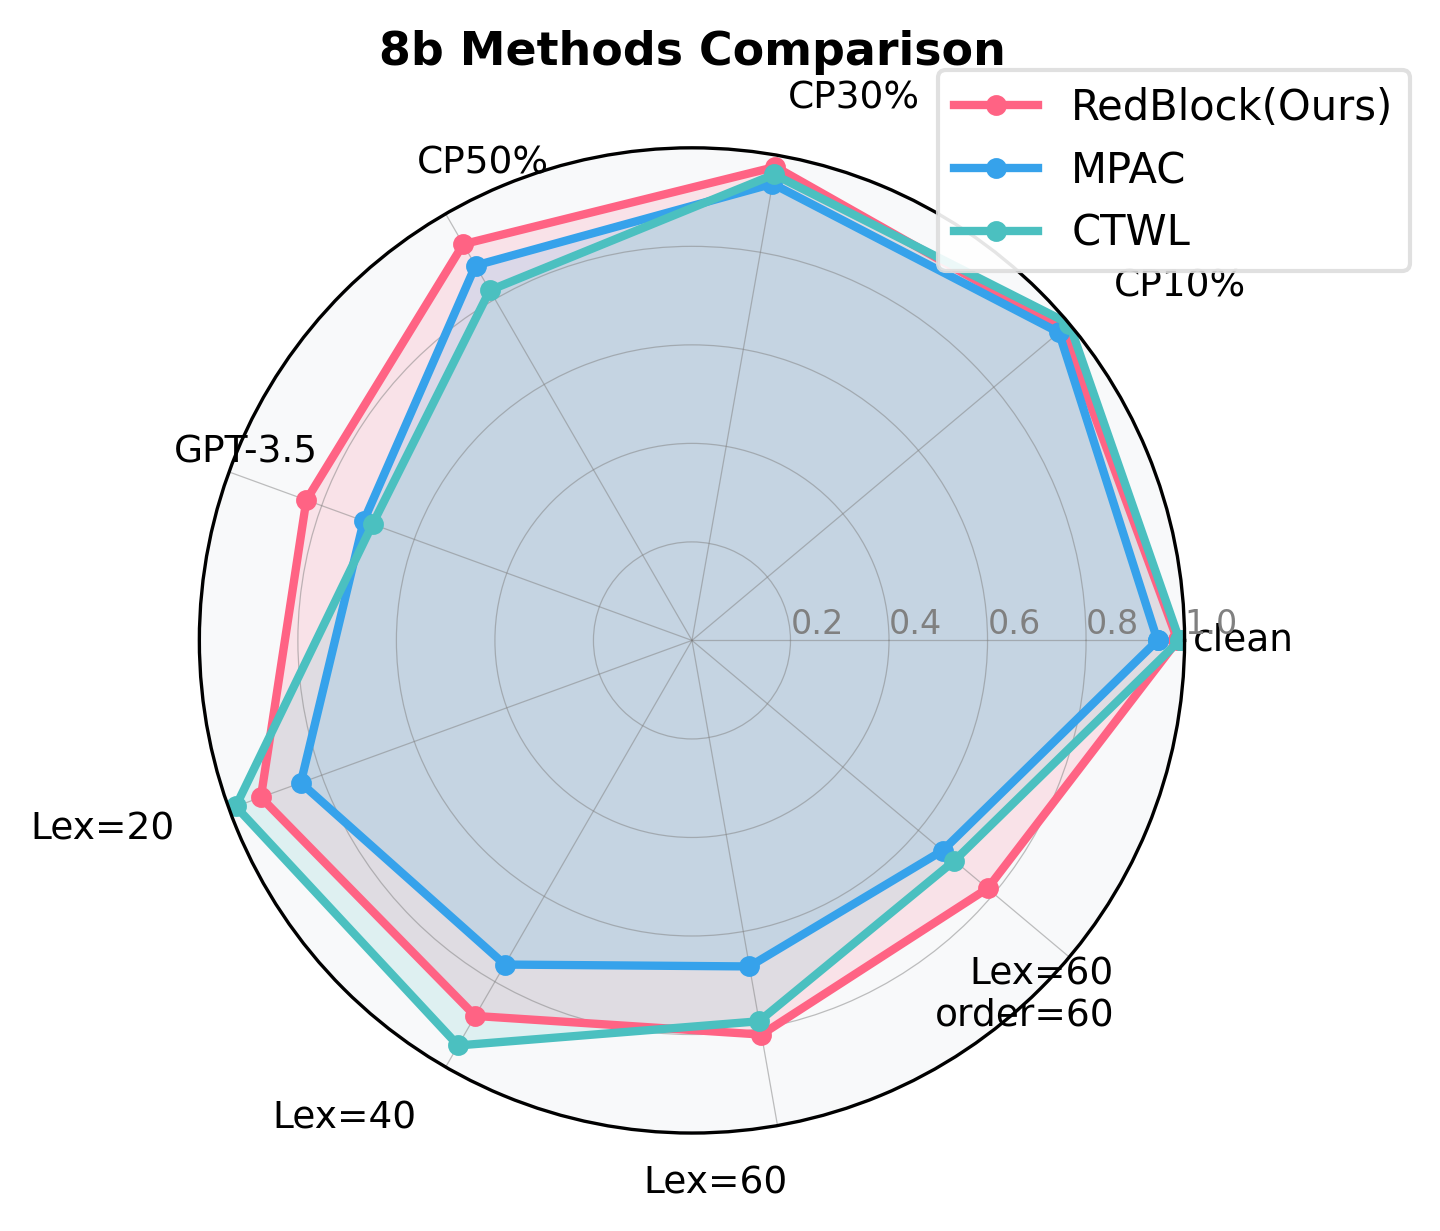 8b Methods Comparison
RedBlock(Ours)
MPAC
CTWL
CP30%
CP50%
CP10%
GPT-3.5
0.2 0.4 0.6 0.8 1.0
clean
Lex=20
Lex=60
order=60
Lex=40
Lex=60